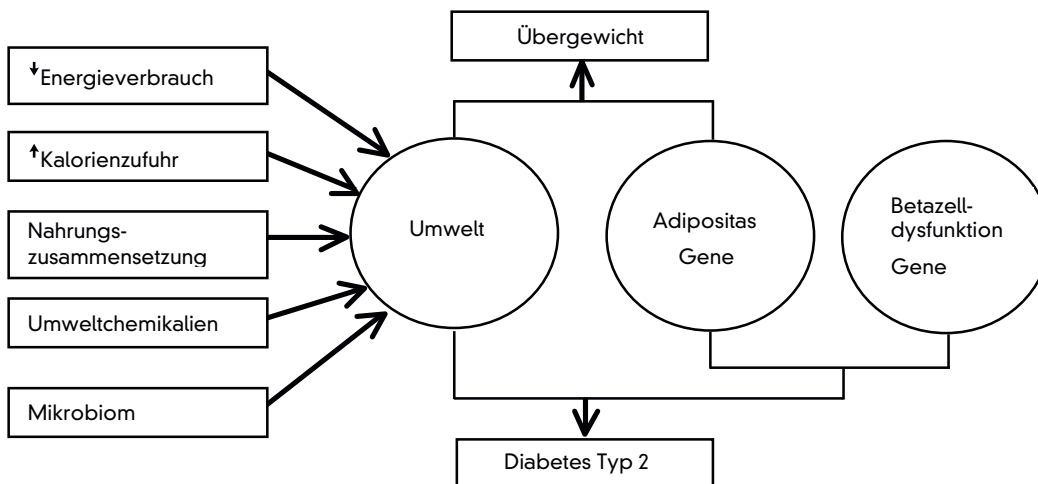 Übergewicht
↓Energieverbrauch
↑Kalorienzufuhr
Nahrungs-
zusammensetzung
Umweltchemikalien
Mikrobiom
Umwelt
Adipositas
Gene
Betazell-
dysfunktion
Gene
Diabetes Typ 2